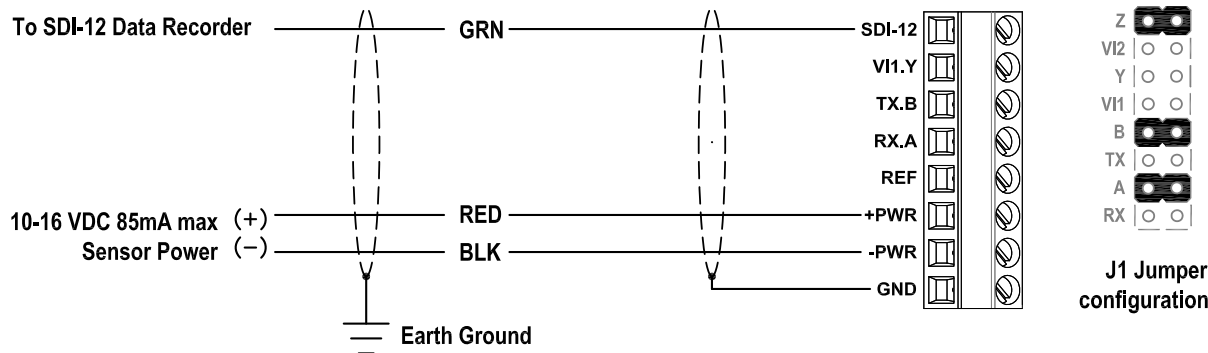 To SDI-12 Data Recorder
GRN
SDI-12
VI1.Y
TX.B
RX.A
REF
10-16 VDC 85mA max (+)
RED
+PWR
Sensor Power (−)
BLK
-PWR
GND
Earth Ground
Z
VI2
Y
VI1
B
TX
A
RX
J1 Jumper
configuration